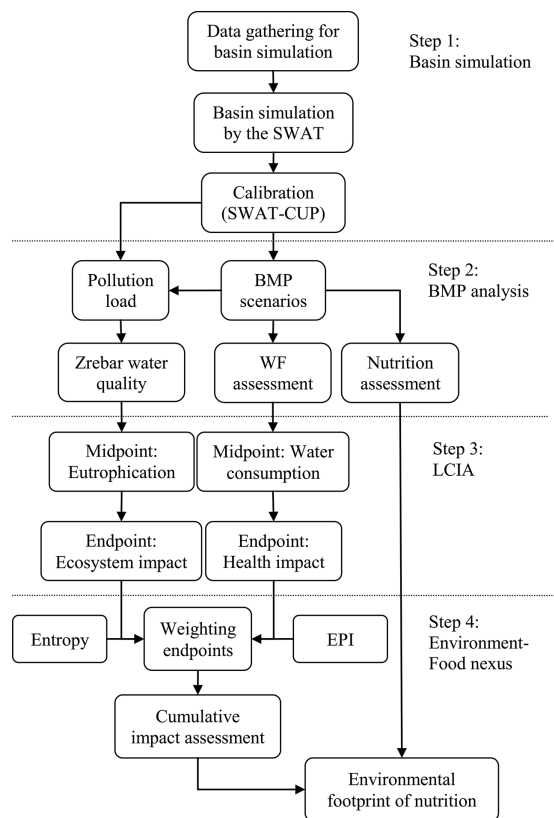 Data gathering for
basin simulation
Step 1:
Basin simulation
Basin simulation
by the SWAT
Calibration
(SWAT-CUP)
Step 2:
BMP analysis
Pollution
load
BMP
scenarios
Zrebar water
quality
WF
assessment
Nutrition
assessment
Step 3:
LCIA
Midpoint:
Eutrophication
Midpoint: Water
consumption
Endpoint:
Ecosystem impact
Endpoint:
Health impact
Step 4:
Environment-
Food nexus
Entropy
Weighting
endpoints
EPI
Cumulative
impact assessment
Environmental
footprint of nutrition